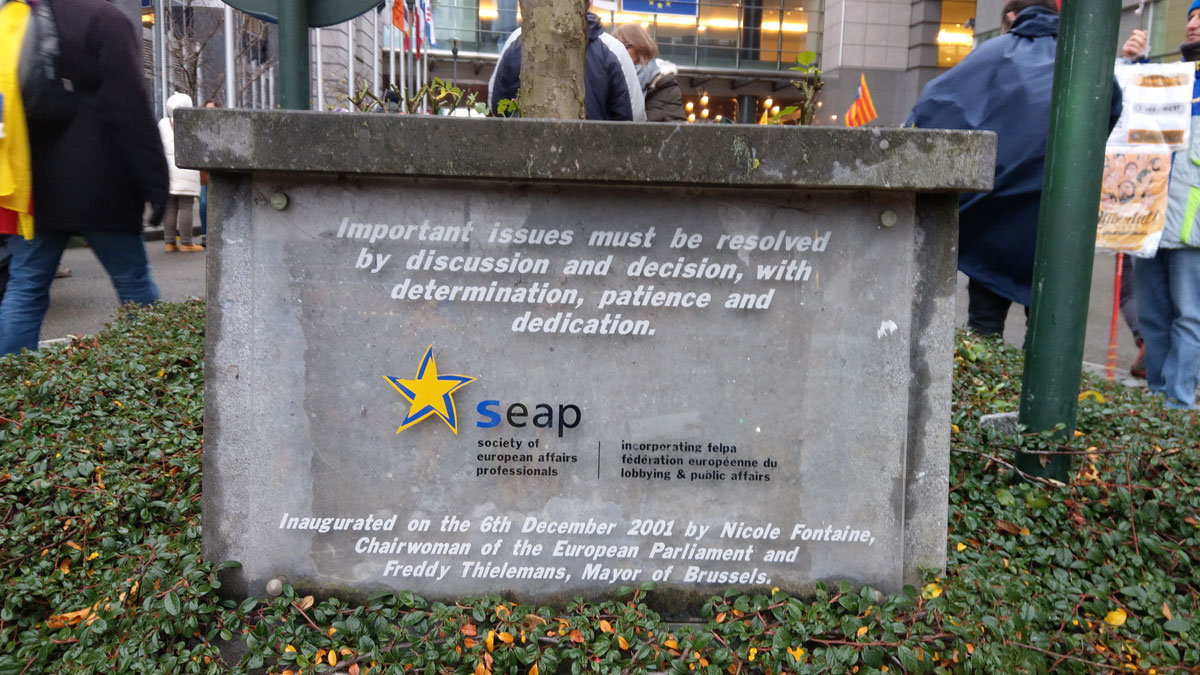 Important issues must be resolved
by discussion and decision, with
determination, patience and
dedication.
seap
society of
european affairs
professionals
incorporating felpa
fédération européenne du
lobbying & public affairs
Inaugurated on the 6th December 2001 by Nicole Fontaine,
Chairwoman of the European Parliament and
Freddy Thielemans, Mayor of Brussels.